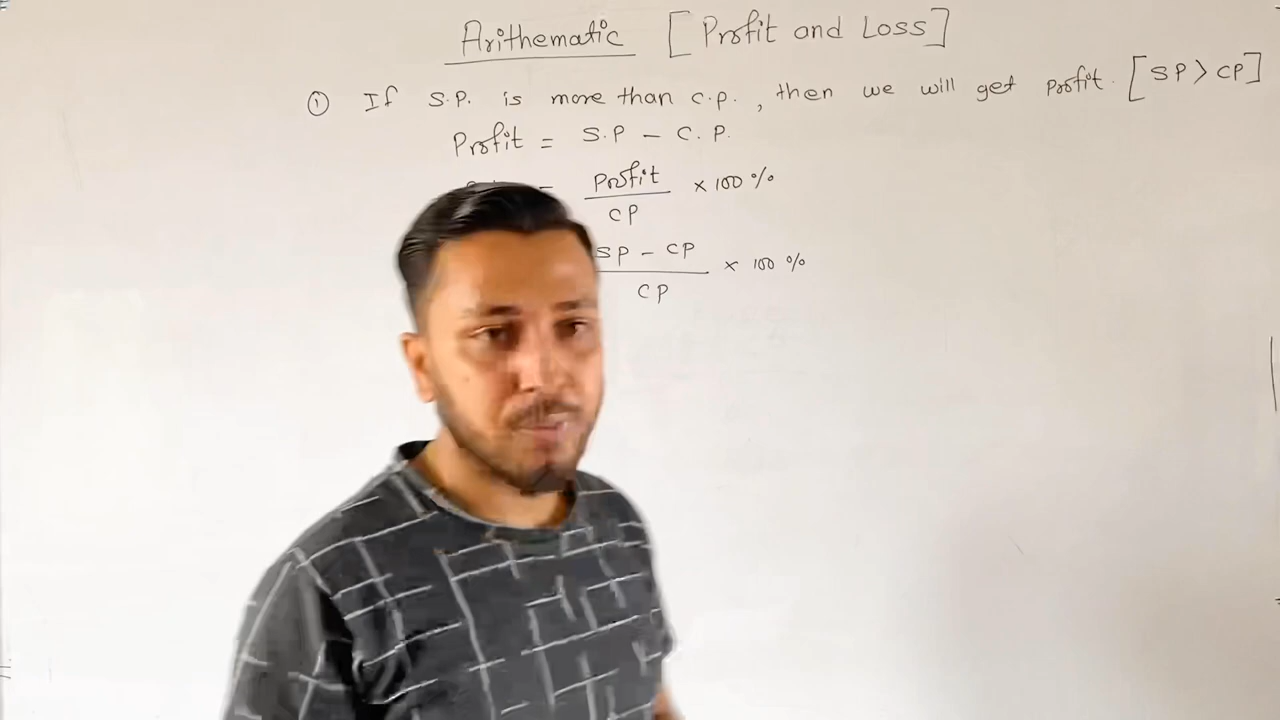 Arithematic [Profit and Loss]
① If S.P. is more than C.P., then we will get profit. [SP > CP]
Profit = S.P - C.P.
= Profit/CP × 100 %
SP - CP/CP × 100 %